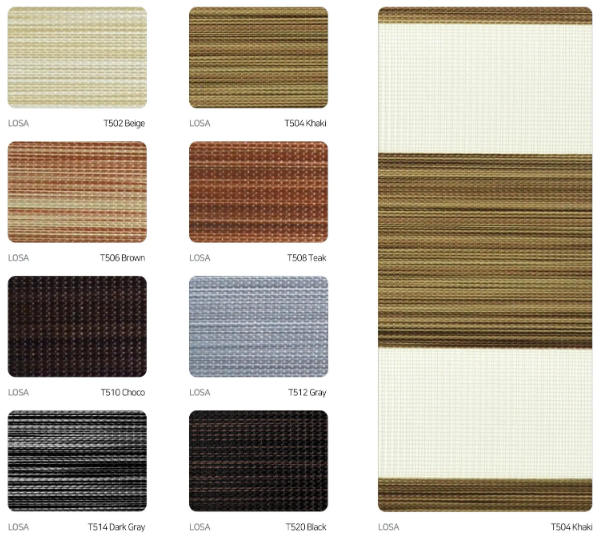 LOSA T502 Beige
LOSA T504 Khaki
LOSA T506 Brown
LOSA T508 Teak
LOSA T510 Choco
LOSA T512 Gray
LOSA T514 Dark Gray
LOSA T520 Black
LOSA T504 Khaki